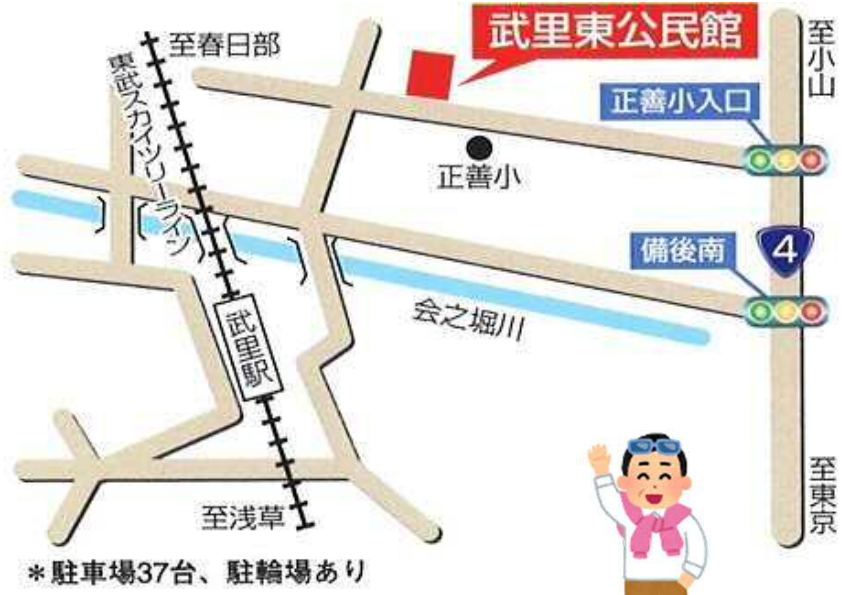 武里東公民館
至春日部
至小山
東武スカイツリーライン
正善小入口
正善小
4
備後南
会之堀川
武里駅
至東京
至浅草
*駐車場37台、駐輪場あり